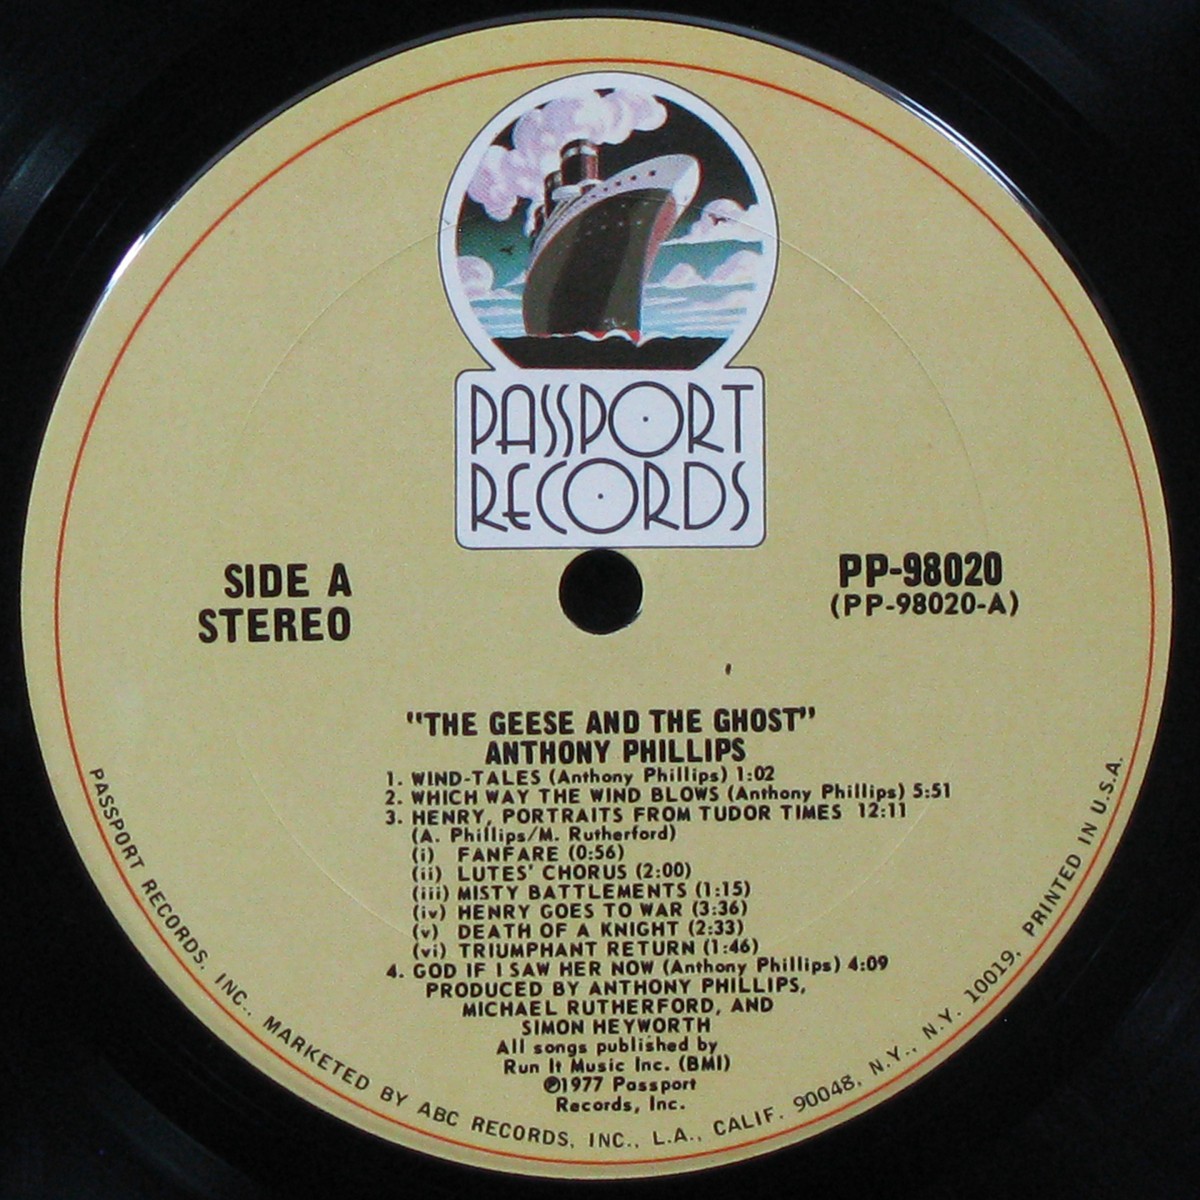 PASSPORT
RECORDS
SIDE A
STEREO
PP-98020
(PP-98020-A)
"THE GEESE AND THE GHOST"
ANTHONY PHILLIPS
1. WIND-TALES (Anthony Phillips) 1:02
2. WHICH WAY THE WIND BLOWS (Anthony Phillips) 5:51
3. HENRY, PORTRAITS FROM TUDOR TIMES 12:11
(A. Phillips/M. Rutherford)
(i) FANFARE (0:56)
(ii) LUTES' CHORUS (2:00)
(iii) MISTY BATTLEMENTS (1:15)
(iv) HENRY GOES TO WAR (3:36)
(v) DEATH OF A KNIGHT (2:33)
(vi) TRIUMPHANT RETURN (1:46)
4. GOD IF I SAW HER NOW (Anthony Phillips) 4:09
PRODUCED BY ANTHONY PHILLIPS,
MICHAEL RUTHERFORD, AND
SIMON HEYWORTH
All songs published by
Run It Music Inc. (BMI)
℗1977 Passport
Records, Inc.
PASSPORT RECORDS, INC., MARKETED BY ABC RECORDS, INC., L.A., CALIF. 90048, N.Y., N.Y. 10019, PRINTED IN U.S.A.